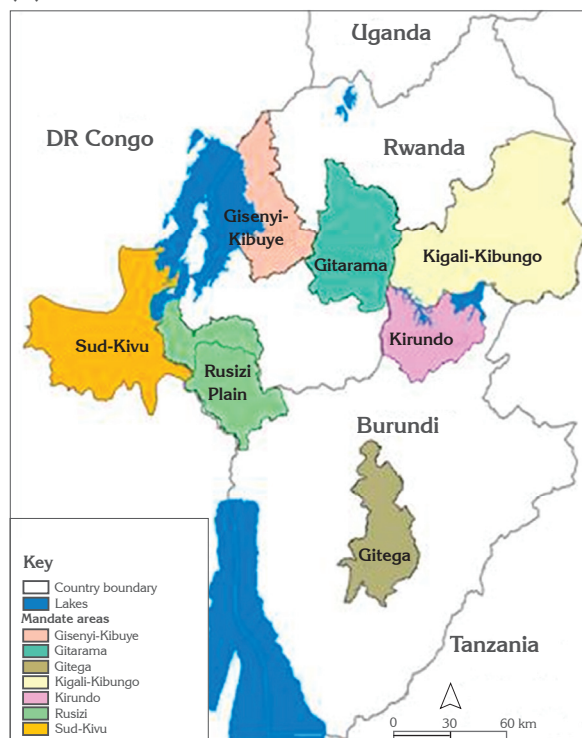 Uganda
DR Congo
Rwanda
Gisenyi-
Kibuye
Gitarama
Kigali-Kibungo
Sud-Kivu
Kirundo
Rusizi
Plain
Burundi
Gitega
Tanzania
Key
Country boundary
Lakes
Mandate areas
Gisenyi-Kibuye
Gitarama
Gitega
Kigali-Kibungo
Kirundo
Rusizi
Sud-Kivu
0 30 60 km